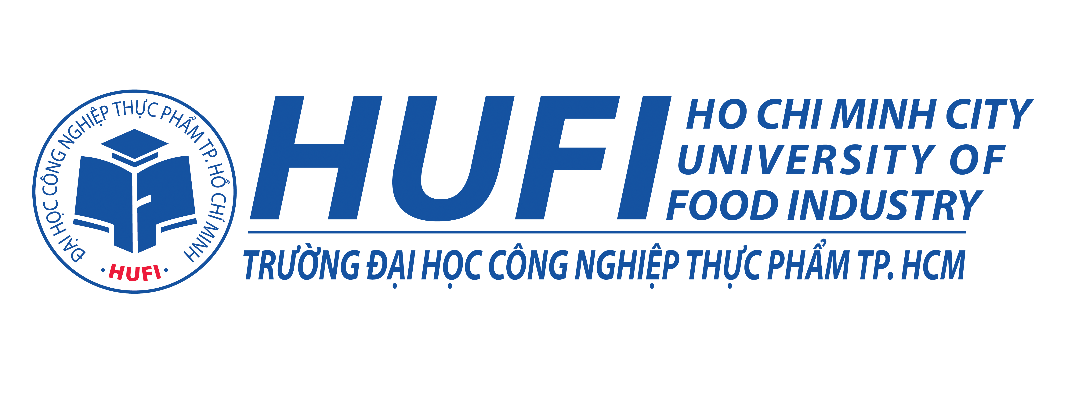 ĐẠI HỌC CÔNG NGHIỆP THỰC PHẨM TP. HỒ CHÍ MINH
· HUFI ·
HUFI
HO CHI MINH CITY
UNIVERSITY OF
FOOD INDUSTRY
TRƯỜNG ĐẠI HỌC CÔNG NGHIỆP THỰC PHẨM TP. HCM